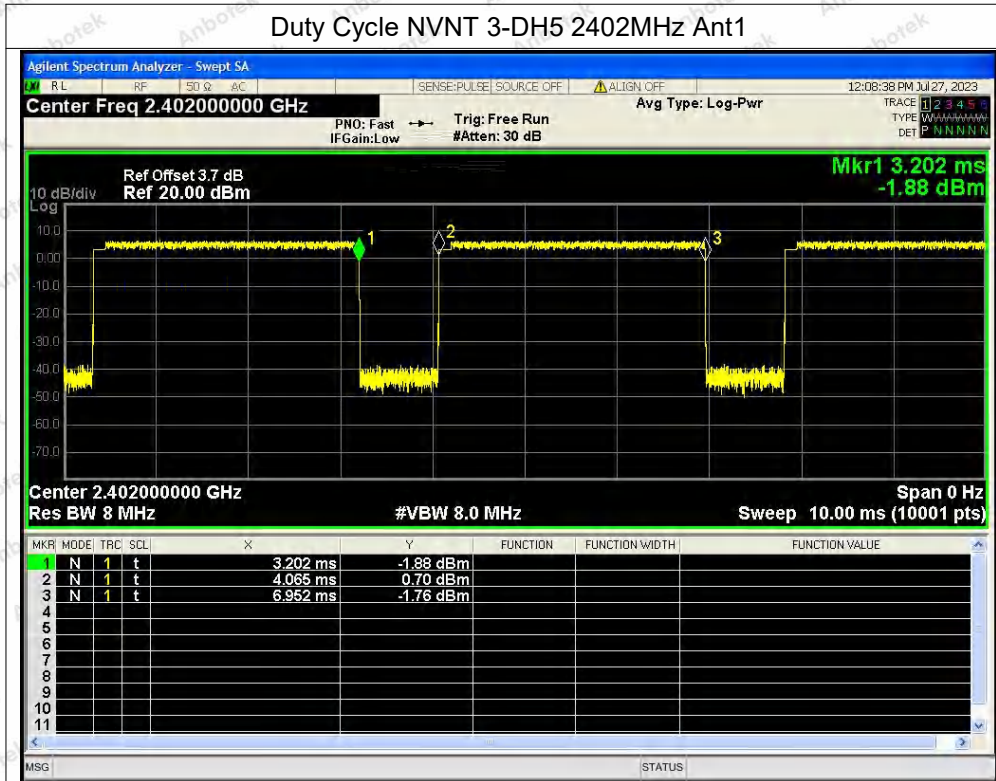 Duty Cycle NVNT 3-DH5 2402MHz Ant1
Agilent Spectrum Analyzer - Swept SA
LXI RL RF 50 Ω AC SENSE:PULSE SOURCE OFF ALIGN OFF 12:08:38 PM Jul 27, 2023
Center Freq 2.402000000 GHz Avg Type: Log-Pwr TRACE 1 2 3 4 5 6
PNO: Fast Trig: Free Run TYPE W
IFGain:Low #Atten: 30 dB DET P N N N N N
Mkr1 3.202 ms
-1.88 dBm
Ref Offset 3.7 dB
10 dB/div Ref 20.00 dBm
Log
10.0
0.00
-10.0
-20.0
-30.0
-40.0
-50.0
-60.0
-70.0
1
2
3
Center 2.402000000 GHz Span 0 Hz
Res BW 8 MHz #VBW 8.0 MHz Sweep 10.00 ms (10001 pts)
MKR MODE TRC SCL X Y FUNCTION FUNCTION WIDTH FUNCTION VALUE
1 N 1 t 3.202 ms -1.88 dBm
2 N 1 t 4.065 ms 0.70 dBm
3 N 1 t 6.952 ms -1.76 dBm
4
5
6
7
8
9
10
11
MSG STATUS